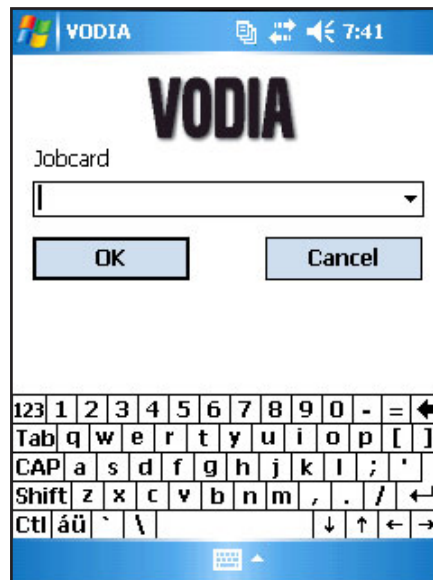 VODIA 7:41
VODIA
Jobcard
OK Cancel
123 1 2 3 4 5 6 7 8 9 0 - = ←
Tab q w e r t y u i o p [ ]
CAP a s d f g h j k l ; '
Shift z x c v b n m , . / ↵
Ctl áü ` \ ↓ ↑ ← →